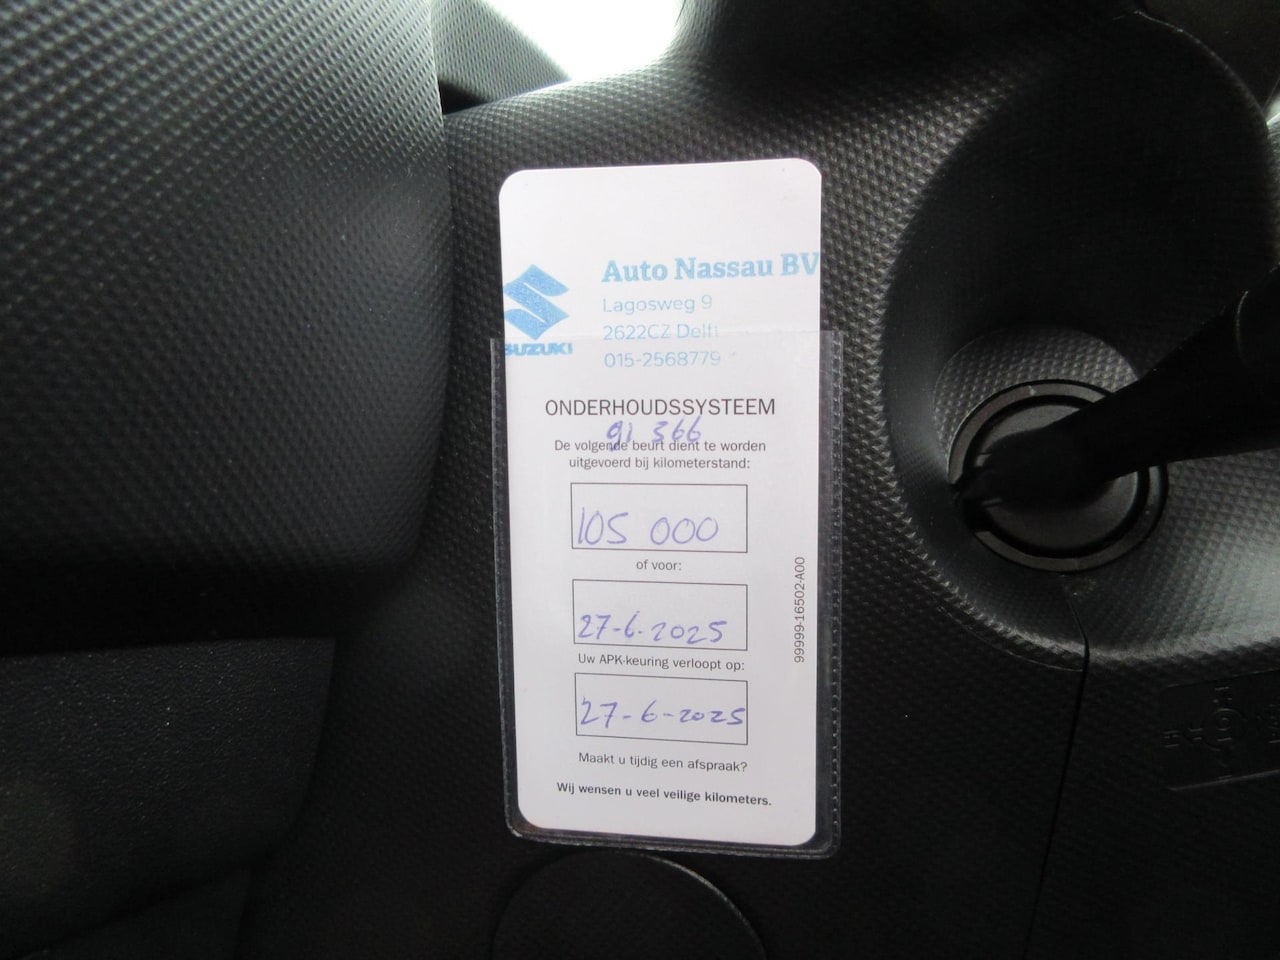 Auto Nassau BV
Lagosweg 9
2622CZ Delft
015-2568779
SUZUKI
ONDERHOUDSSYSTEEM
91 366
De volgende beurt dient te worden
uitgevoerd bij kilometerstand:
105 000
of voor:
27-6-2025
Uw APK-keuring verloopt op:
27-6-2025
Maakt u tijdig een afspraak?
Wij wensen u veel veilige kilometers.
99999-16502-A00